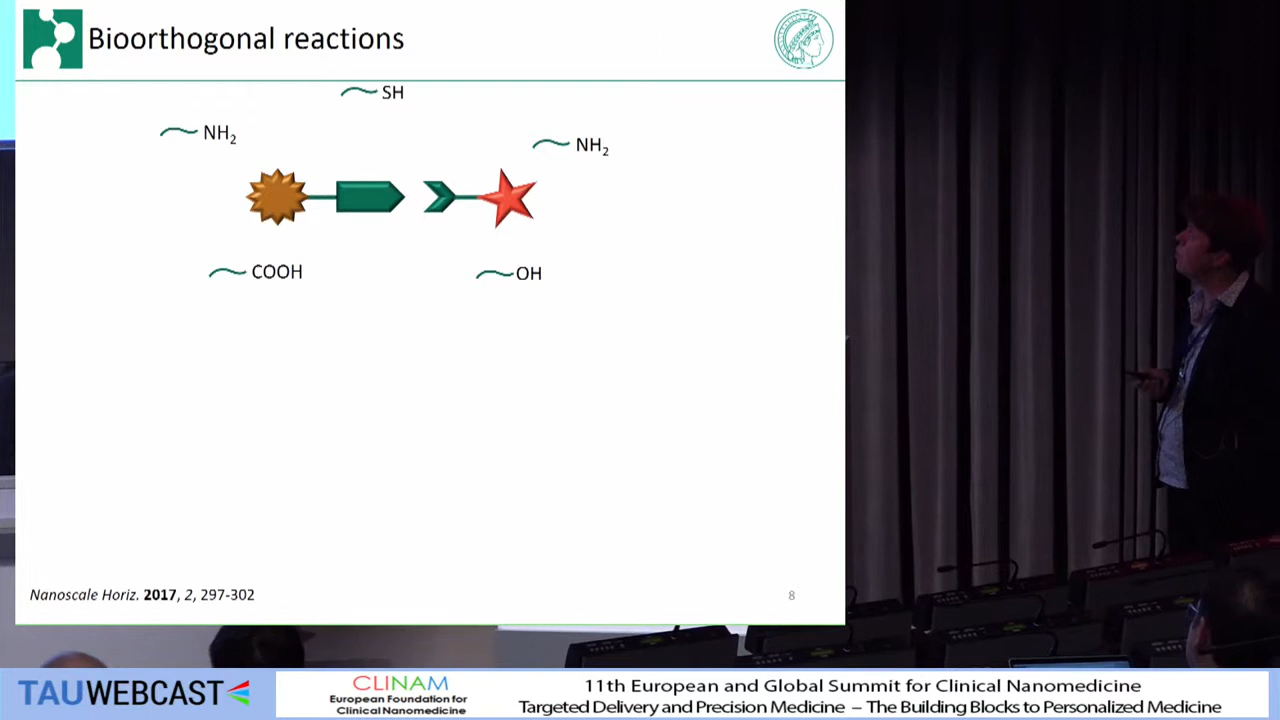 Bioorthogonal reactions
SH
NH2
NH2
COOH
OH
Nanoscale Horiz. 2017, 2, 297-302
8
TAUWEBCAST
CLINAM
European Foundation for
Clinical Nanomedicine
11th European and Global Summit for Clinical Nanomedicine
Targeted Delivery and Precision Medicine – The Building Blocks to Personalized Medicine